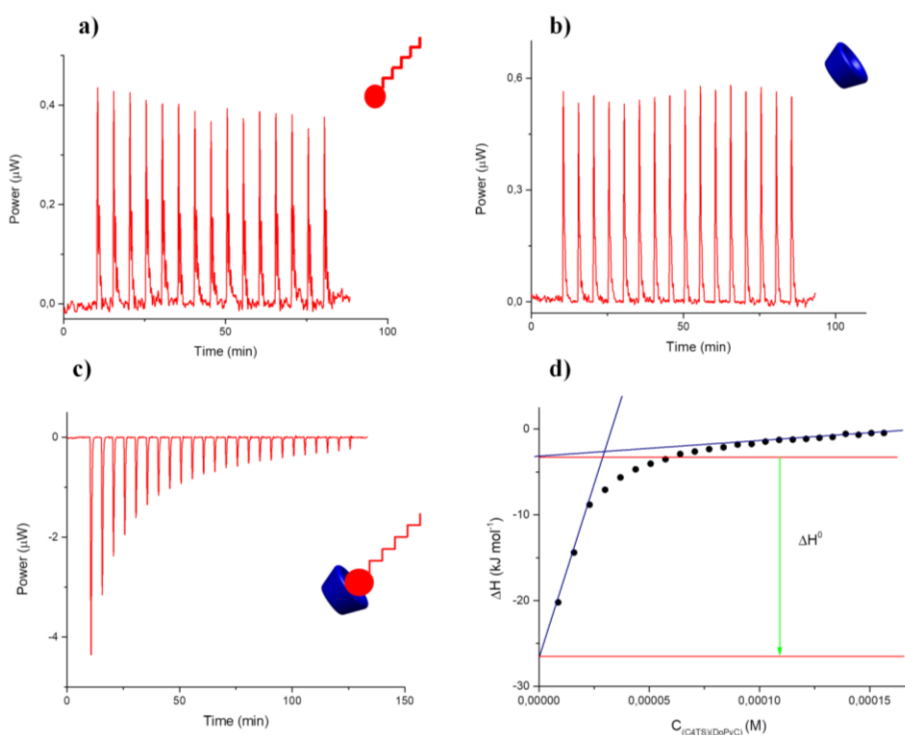 a)
0,4
0,2
0,0
Power (µW)
0
50
100
Time (min)
b)
0,6
0,3
0,0
Power (µW)
0
50
100
Time (min)
c)
0
-2
-4
Power (µW)
0
50
100
150
Time (min)
d)
0
-10
-20
-30
ΔH (kJ mol⁻¹)
ΔH⁰
0,00000
0,00005
0,00010
0,00015
C(C4TS)(DoPyC) (M)